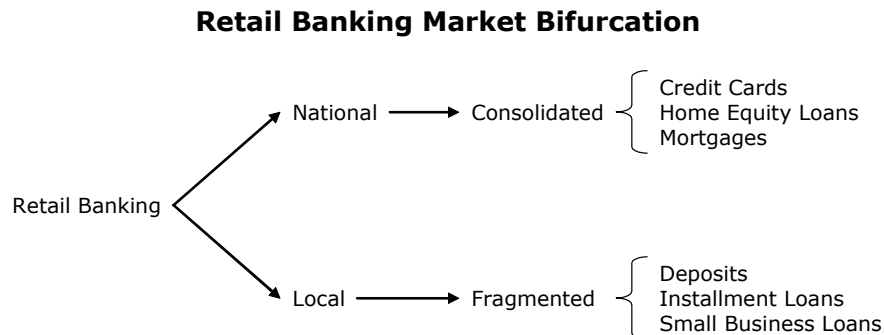 Retail Banking Market Bifurcation
Credit Cards
National Consolidated Home Equity Loans
Mortgages
Retail Banking
Deposits
Local Fragmented Installment Loans
Small Business Loans